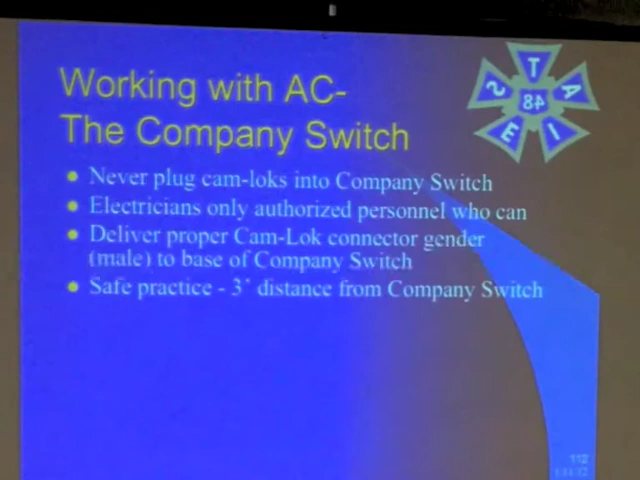 Working with AC-
The Company Switch
I A T S E
48
Never plug cam-loks into Company Switch
Electricians only authorized personnel who can
Deliver proper Cam-Lok connector gender
(male) to base of Company Switch
Safe practice - 3' distance from Company Switch
112